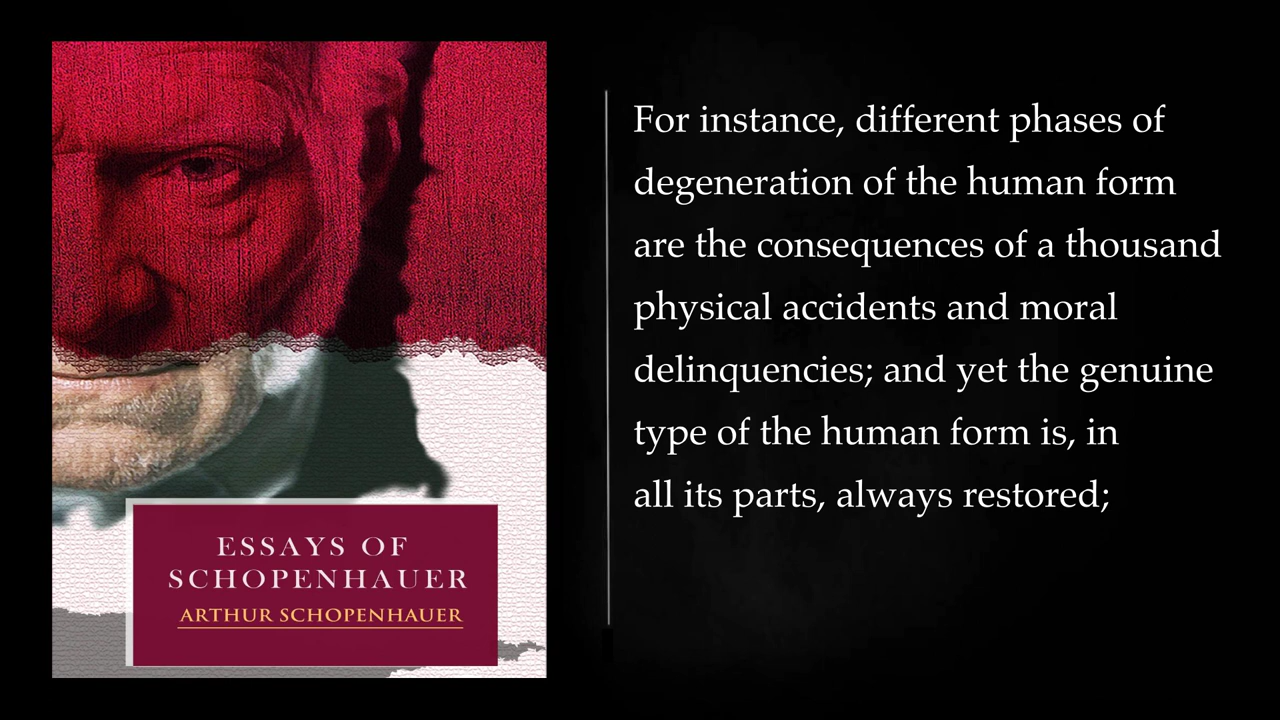 ESSAYS OF
SCHOPENHAUER
ARTHUR SCHOPENHAUER
For instance, different phases of
degeneration of the human form
are the consequences of a thousand
physical accidents and moral
delinquencies; and yet the genuine
type of the human form is, in
all its parts, always restored;